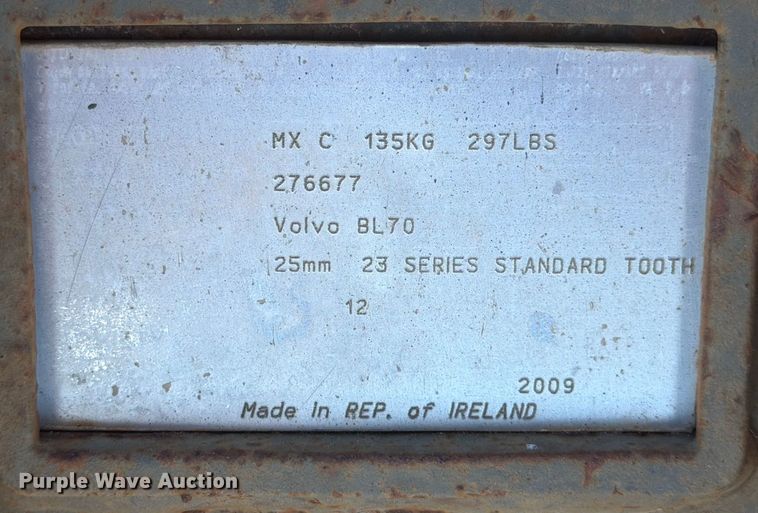 MX C 135KG 297LBS
276677
Volvo BL70
25mm 23 SERIES STANDARD TOOTH
12
2009
Made in REP. of IRELAND
Purple Wave Auction